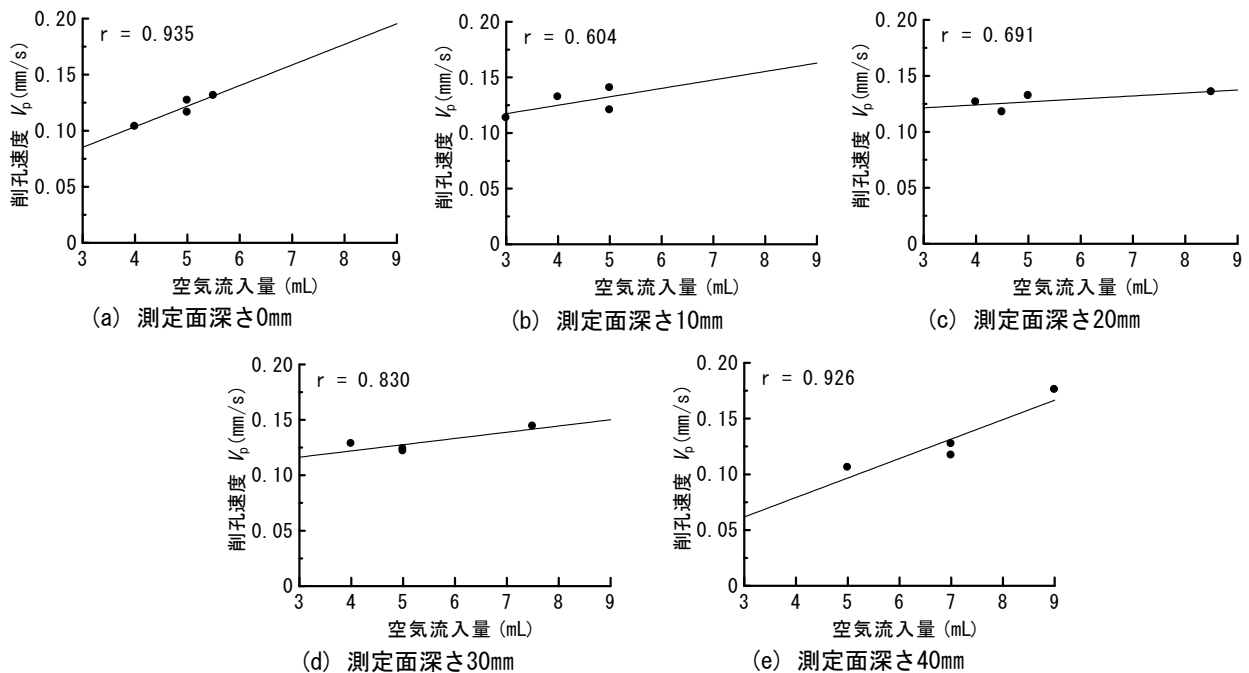 r = 0.935
削孔速度 Vp(mm/s)
0.20
0.15
0.10
0.05
0
3 4 5 6 7 8 9
空気流入量(mL)
(a) 測定面深さ0mm
r = 0.604
削孔速度 Vp(mm/s)
0.20
0.15
0.10
0.05
0
3 4 5 6 7 8 9
空気流入量(mL)
(b) 測定面深さ10mm
r = 0.691
削孔速度 Vp(mm/s)
0.20
0.15
0.10
0.05
0
3 4 5 6 7 8 9
空気流入量(mL)
(c) 測定面深さ20mm
r = 0.830
削孔速度 Vp(mm/s)
0.20
0.15
0.10
0.05
0
3 4 5 6 7 8 9
空気流入量(mL)
(d) 測定面深さ30mm
r = 0.926
削孔速度 Vp(mm/s)
0.20
0.15
0.10
0.05
0
3 4 5 6 7 8 9
空気流入量(mL)
(e) 測定面深さ40mm